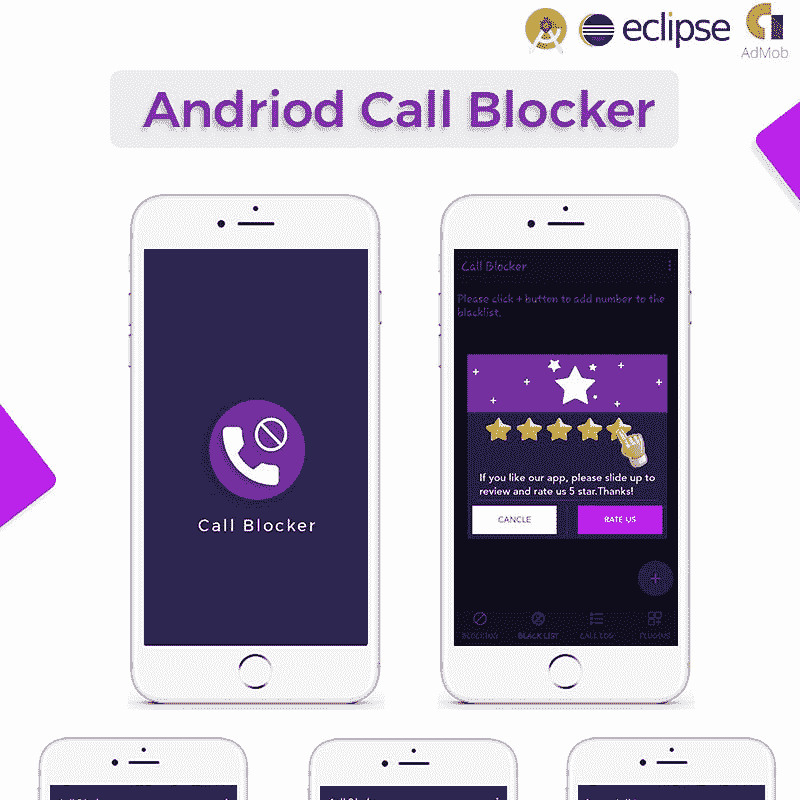 eclipse
AdMob
Andriod Call Blocker
Call Blocker
Please click + button to add number to the
blacklist.
If you like our app, please slide up to
review and rate us 5 star.Thanks!
CANCLE
RATE US
+
BLOCKING
BLACK LIST
CALL LOG
PLUGINS
Call Blocker